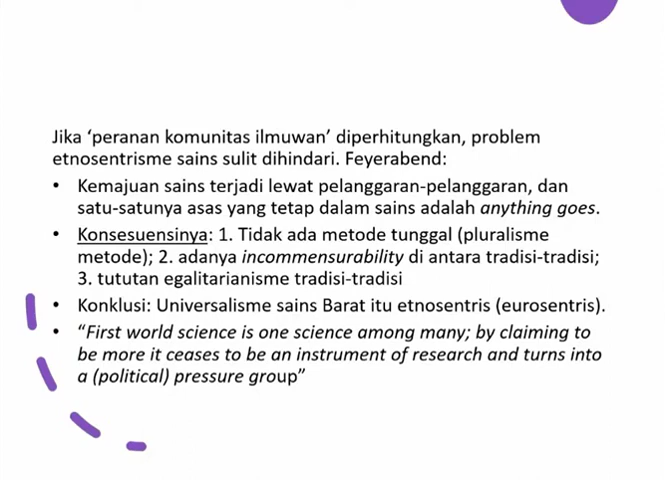 Jika ‘peranan komunitas ilmuwan’ diperhitungkan, problem
etnosentrisme sains sulit dihindari. Feyerabend:
• Kemajuan sains terjadi lewat pelanggaran-pelanggaran, dan
satu-satunya asas yang tetap dalam sains adalah anything goes.
• Konsesuensinya: 1. Tidak ada metode tunggal (pluralisme
metode); 2. adanya incommensurability di antara tradisi-tradisi;
3. tututan egalitarianisme tradisi-tradisi
• Konklusi: Universalisme sains Barat itu etnosentris (eurosentris).
• “First world science is one science among many; by claiming to
be more it ceases to be an instrument of research and turns into
a (political) pressure group”